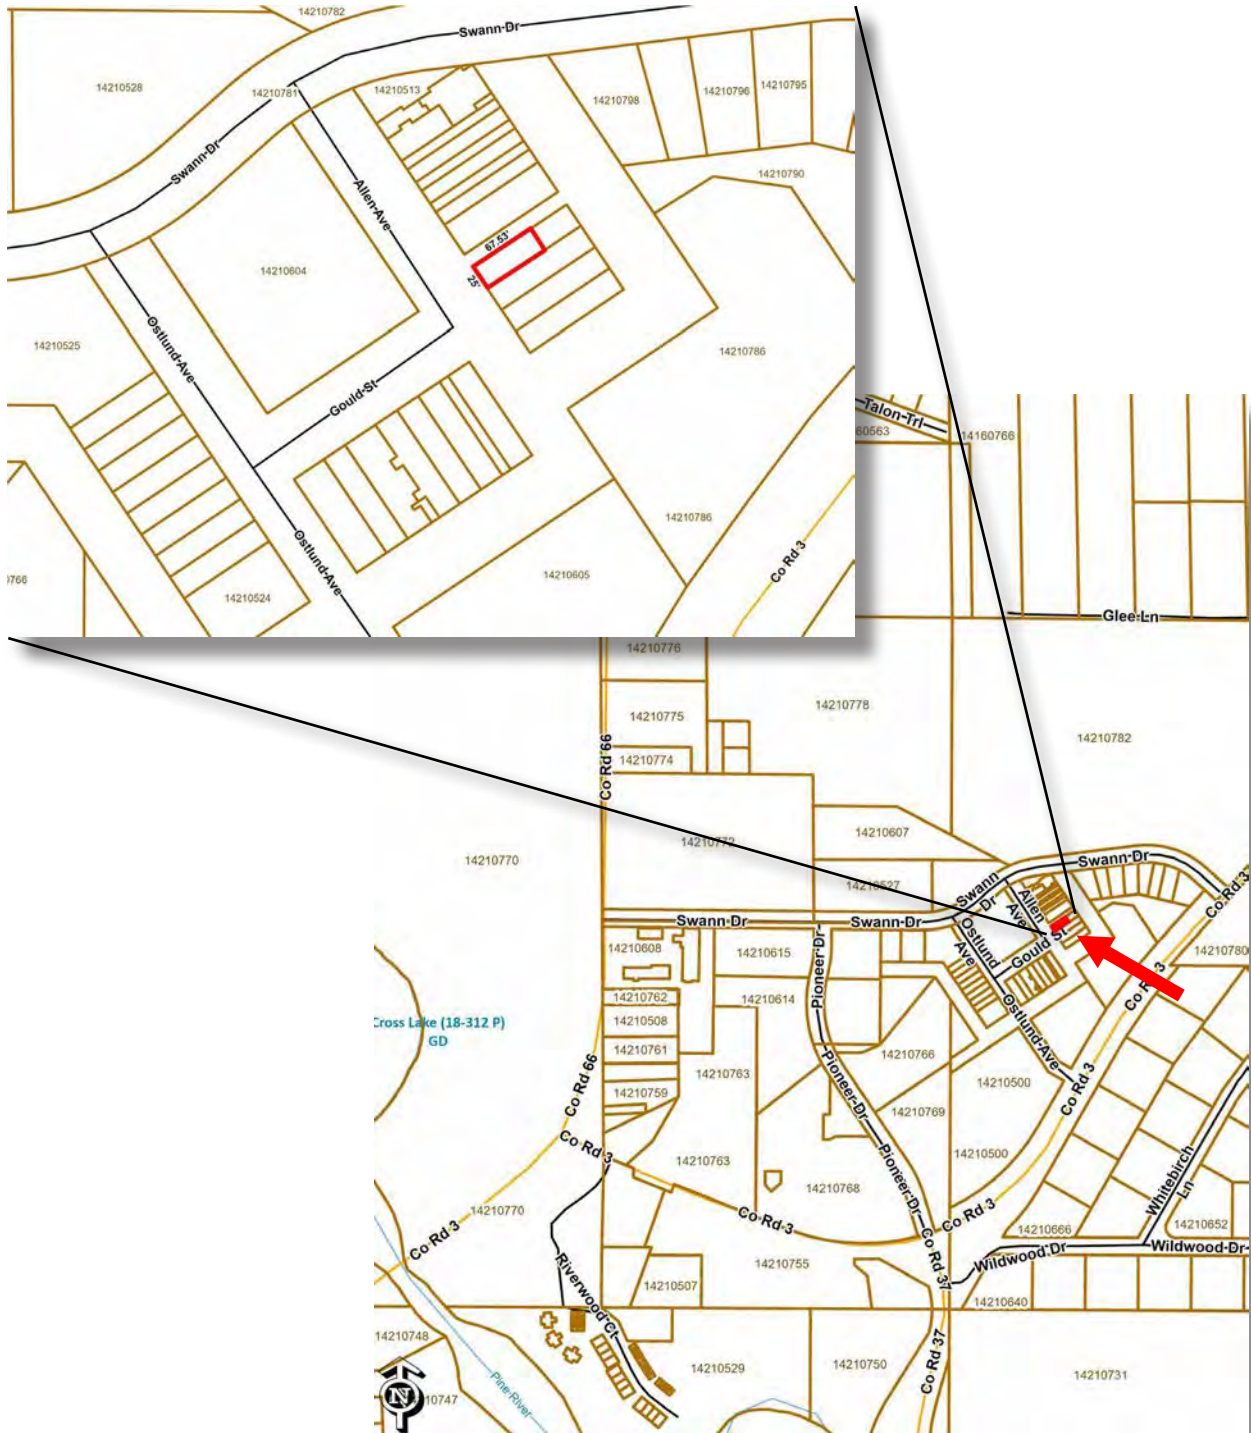 14210782
Swann Dr
14210528
14210781
14210513
14210798
14210796
14210795
Swann Dr
14210790
Allen Ave
67.53'
25'
14210604
Ostlund Ave
14210525
14210786
Gould St
14210786
Co Rd 3
Ostlund Ave
14210605
14210524
Talon Trl
14160766
Glee Ln
14210776
14210778
14210775
14210782
14210774
Co Rd 66
14210607
14210772
14210770
14210527
Swann Dr
Swann Dr
Allen Ave
Co Rd 3
Swann Dr
Swann Dr
Ostlund Ave
Gould St
14210608
14210615
14210780
Pioneer Dr
14210762
14210614
Co Rd 3
Cross Lake (18-312 P)
GD
14210508
14210761
14210766
Ostlund Ave
14210763
14210500
14210759
Co Rd 66
Pioneer Dr
14210769
Co Rd 3
Co Rd 3
14210763
14210500
Pioneer Dr
14210768
Whitebirch Ln
14210770
Co Rd 3
Co Rd 3
Co Rd 3
14210666
14210652
Wildwood Dr
Wildwood Dr
14210755
Co Rd 37
Riverwood Ct
14210507
14210640
14210748
14210529
14210750
Co Rd 37
14210731
Pine River
N